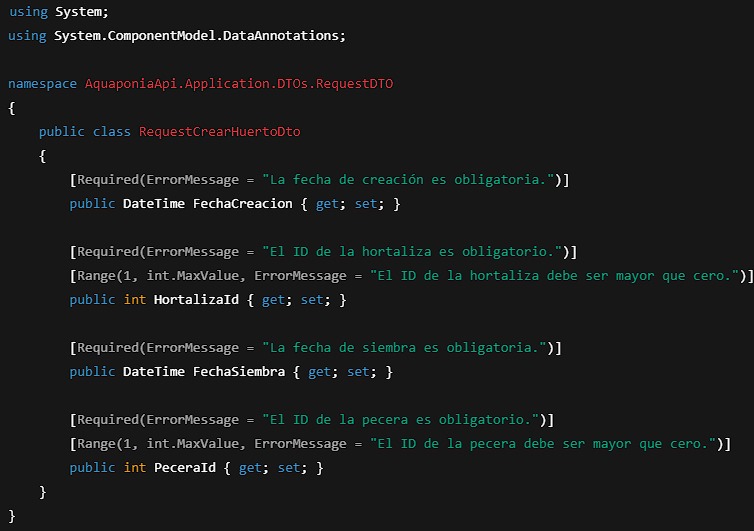 using System;
using System.ComponentModel.DataAnnotations;
namespace AquaponiaApi.Application.DTOs.RequestDTO
{
public class RequestCrearHuertoDto
{
[Required(ErrorMessage = "La fecha de creación es obligatoria.")]
public DateTime FechaCreacion { get; set; }
[Required(ErrorMessage = "El ID de la hortaliza es obligatorio.")]
[Range(1, int.MaxValue, ErrorMessage = "El ID de la hortaliza debe ser mayor que cero.")]
public int HortalizaId { get; set; }
[Required(ErrorMessage = "La fecha de siembra es obligatoria.")]
public DateTime FechaSiembra { get; set; }
[Required(ErrorMessage = "El ID de la pecera es obligatorio.")]
[Range(1, int.MaxValue, ErrorMessage = "El ID de la pecera debe ser mayor que cero.")]
public int PeceraId { get; set; }
}
}